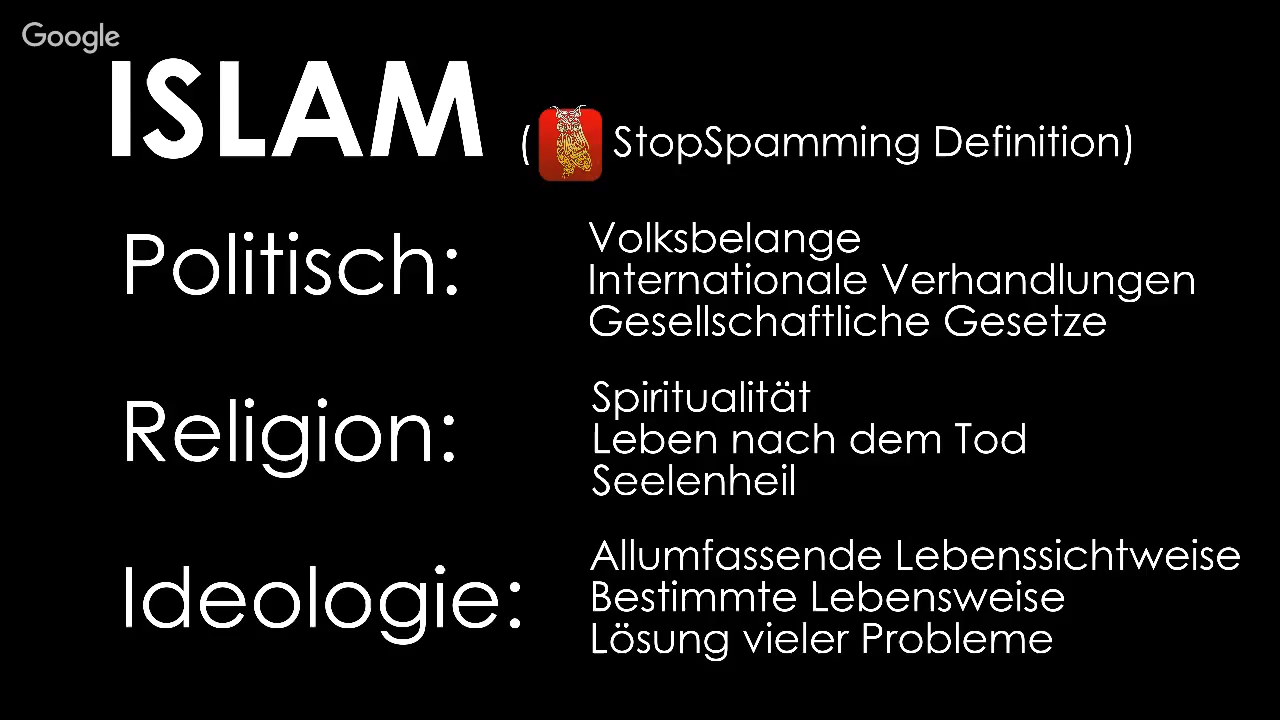 Google
ISLAM ( StopSpamming Definition)
Politisch:
Volksbelange
Internationale Verhandlungen
Gesellschaftliche Gesetze
Religion:
Spiritualität
Leben nach dem Tod
Seelenheil
Ideologie:
Allumfassende Lebenssichtweise
Bestimmte Lebensweise
Lösung vieler Probleme